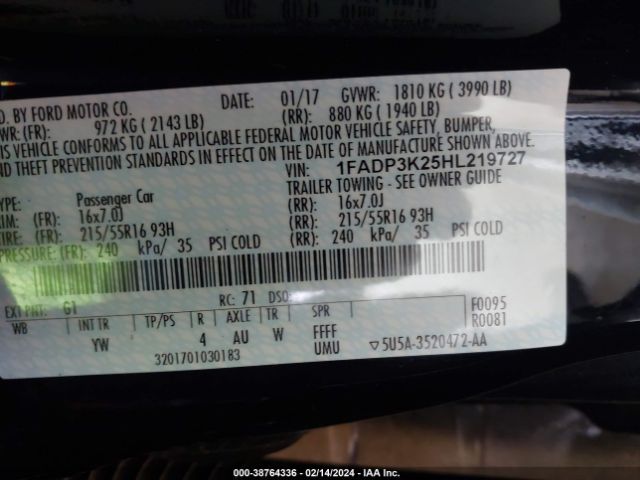 D. BY FORD MOTOR CO. DATE: 01/17 GVWR: 1810 KG ( 3990 LB)
WR: (FR): 972 KG ( 2143 LB) (RR): 880 KG ( 1940 LB)
IS VEHICLE CONFORMS TO ALL APPLICABLE FEDERAL MOTOR VEHICLE SAFETY, BUMPER,
ND THEFT PREVENTION STANDARDS IN EFFECT ON THE DATE OF MANUFACTURE SHOWN ABOVE.
VIN: 1FADP3K25HL219727
YPE: Passenger Car TRAILER TOWING - SEE OWNER GUIDE
IM: (FR): 16x7.0J (RR): 16x7.0J
IRE: (FR): 215/55R16 93H (RR): 215/55R16 93H
PRESSURE: (FR): 240 kPa/ 35 PSI COLD (RR): 240 kPa/ 35 PSI COLD
EXT PNT: G1 RC: 71 DSO: F0095
WB INT TR TP/PS R AXLE TR SPR R0081
YW 4 AU W FFFF
UMU
3201701030183 ▽5U5A-3520472-AA
000-38764336 - 02/14/2024 - IAA Inc.